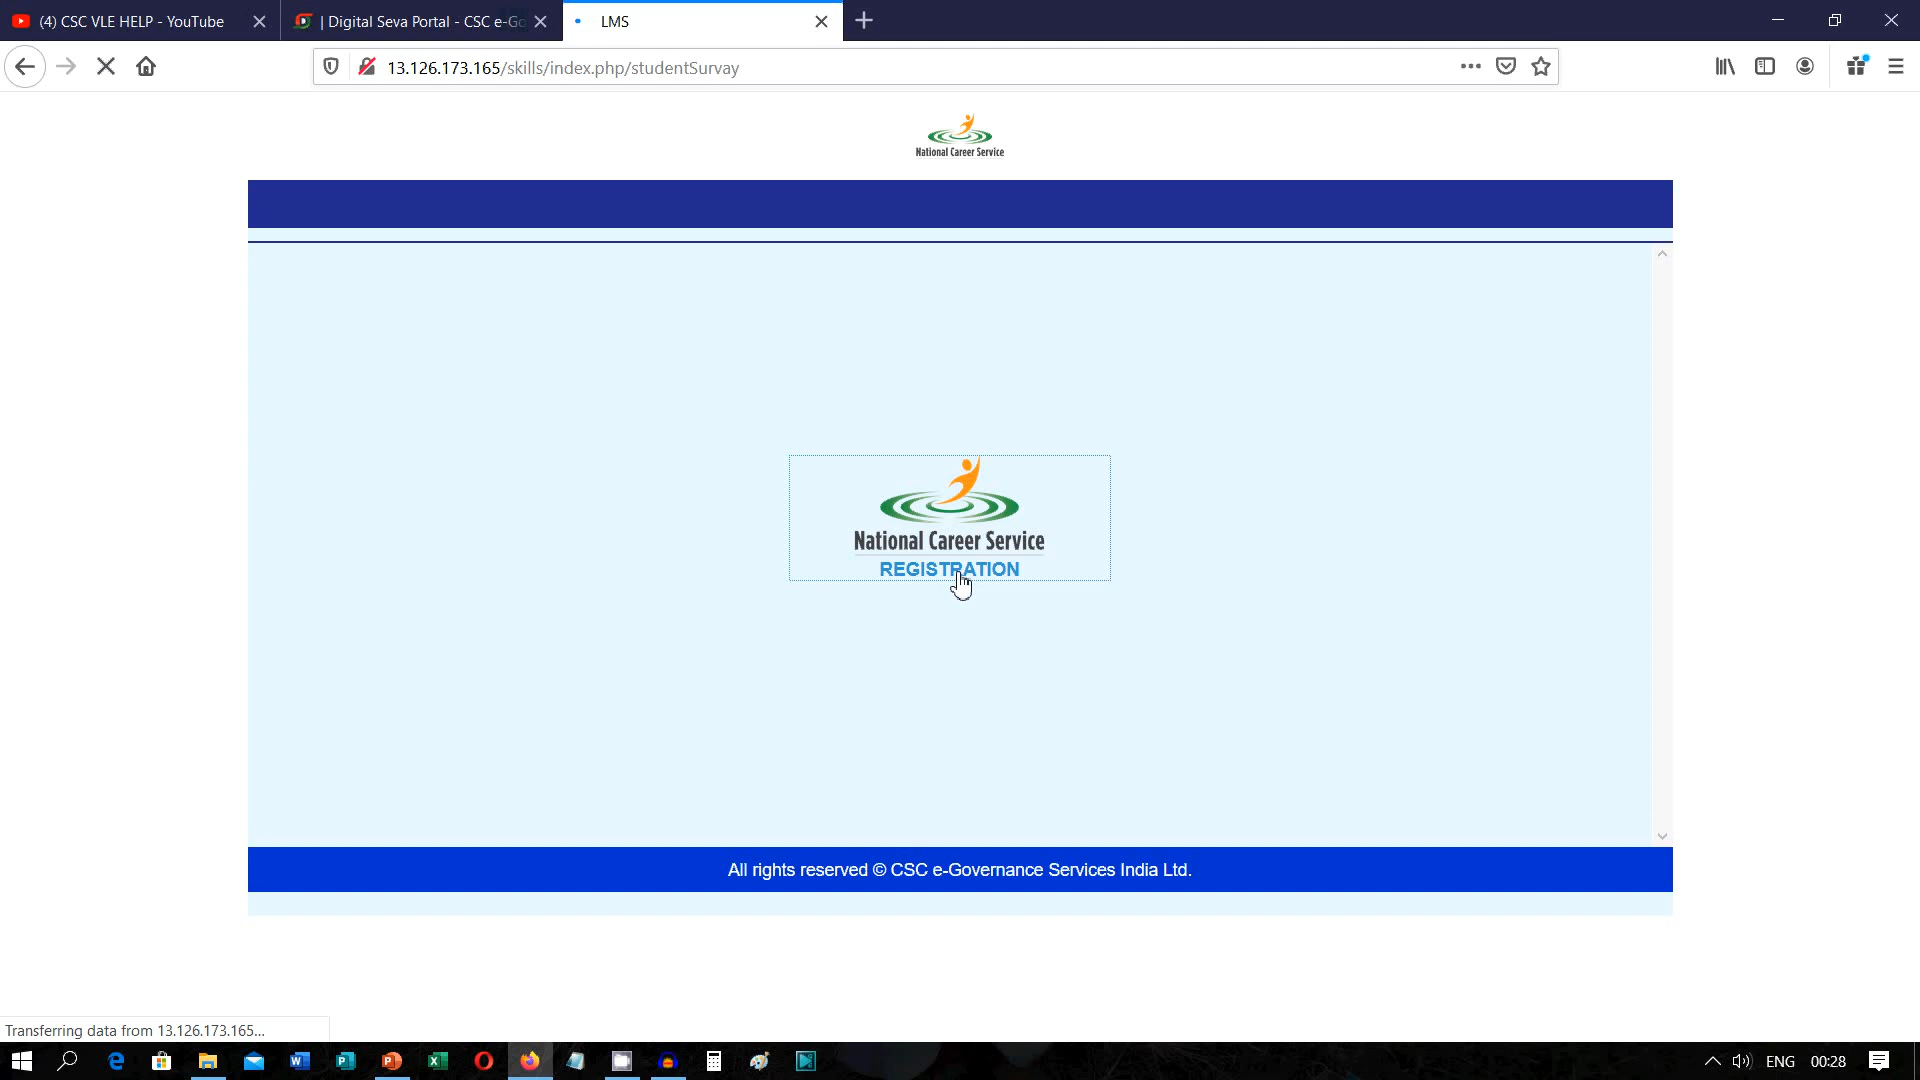 (4) CSC VLE HELP - YouTube
| Digital Seva Portal - CSC e-Go
LMS
13.126.173.165/skills/index.php/studentSurvay
National Career Service
National Career Service
REGISTRATION
All rights reserved © CSC e-Governance Services India Ltd.
Transferring data from 13.126.173.165...
ENG 00:28